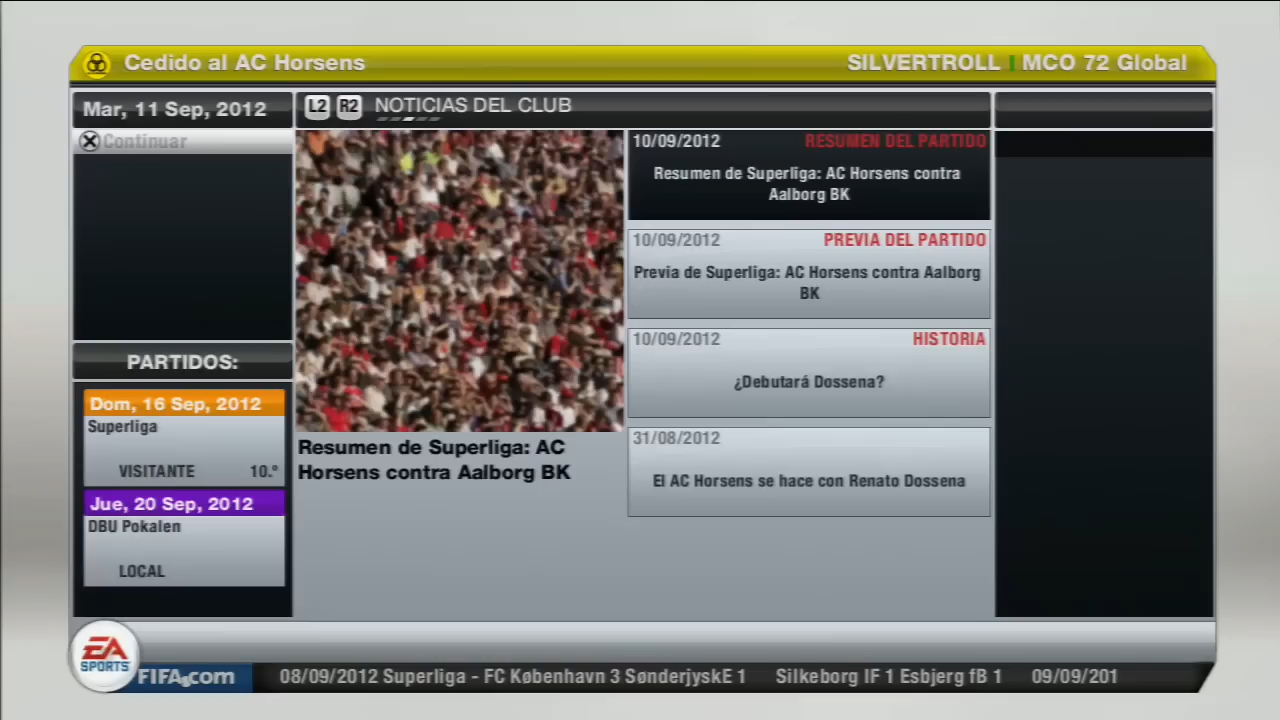 Cedido al AC Horsens
SILVERTROLL | MCO 72 Global
Mar, 11 Sep, 2012
L2 R2 NOTICIAS DEL CLUB
Continuar
PARTIDOS:
Dom, 16 Sep, 2012
Superliga
VISITANTE 10.º
Jue, 20 Sep, 2012
DBU Pokalen
LOCAL
Resumen de Superliga: AC
Horsens contra Aalborg BK
10/09/2012 RESUMEN DEL PARTIDO
Resumen de Superliga: AC Horsens contra
Aalborg BK
10/09/2012 PREVIA DEL PARTIDO
Previa de Superliga: AC Horsens contra Aalborg
BK
10/09/2012 HISTORIA
¿Debutará Dossena?
31/08/2012
El AC Horsens se hace con Renato Dossena
EA
SPORTS
FIFA.com
08/09/2012 Superliga - FC København 3 SønderjyskE 1 Silkeborg IF 1 Esbjerg fB 1 09/09/201